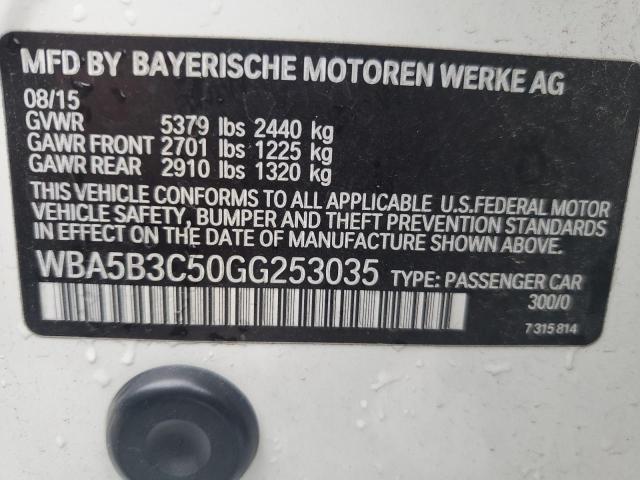 MFD BY BAYERISCHE MOTOREN WERKE AG
08/15
GVWR 5379 lbs 2440 kg
GAWR FRONT 2701 lbs 1225 kg
GAWR REAR 2910 lbs 1320 kg
THIS VEHICLE CONFORMS TO ALL APPLICABLE U.S.FEDERAL MOTOR
VEHICLE SAFETY, BUMPER AND THEFT PREVENTION STANDARDS
IN EFFECT ON THE DATE OF MANUFACTURE SHOWN ABOVE.
WBA5B3C50GG253035 TYPE: PASSENGER CAR
300/0
7 315 814